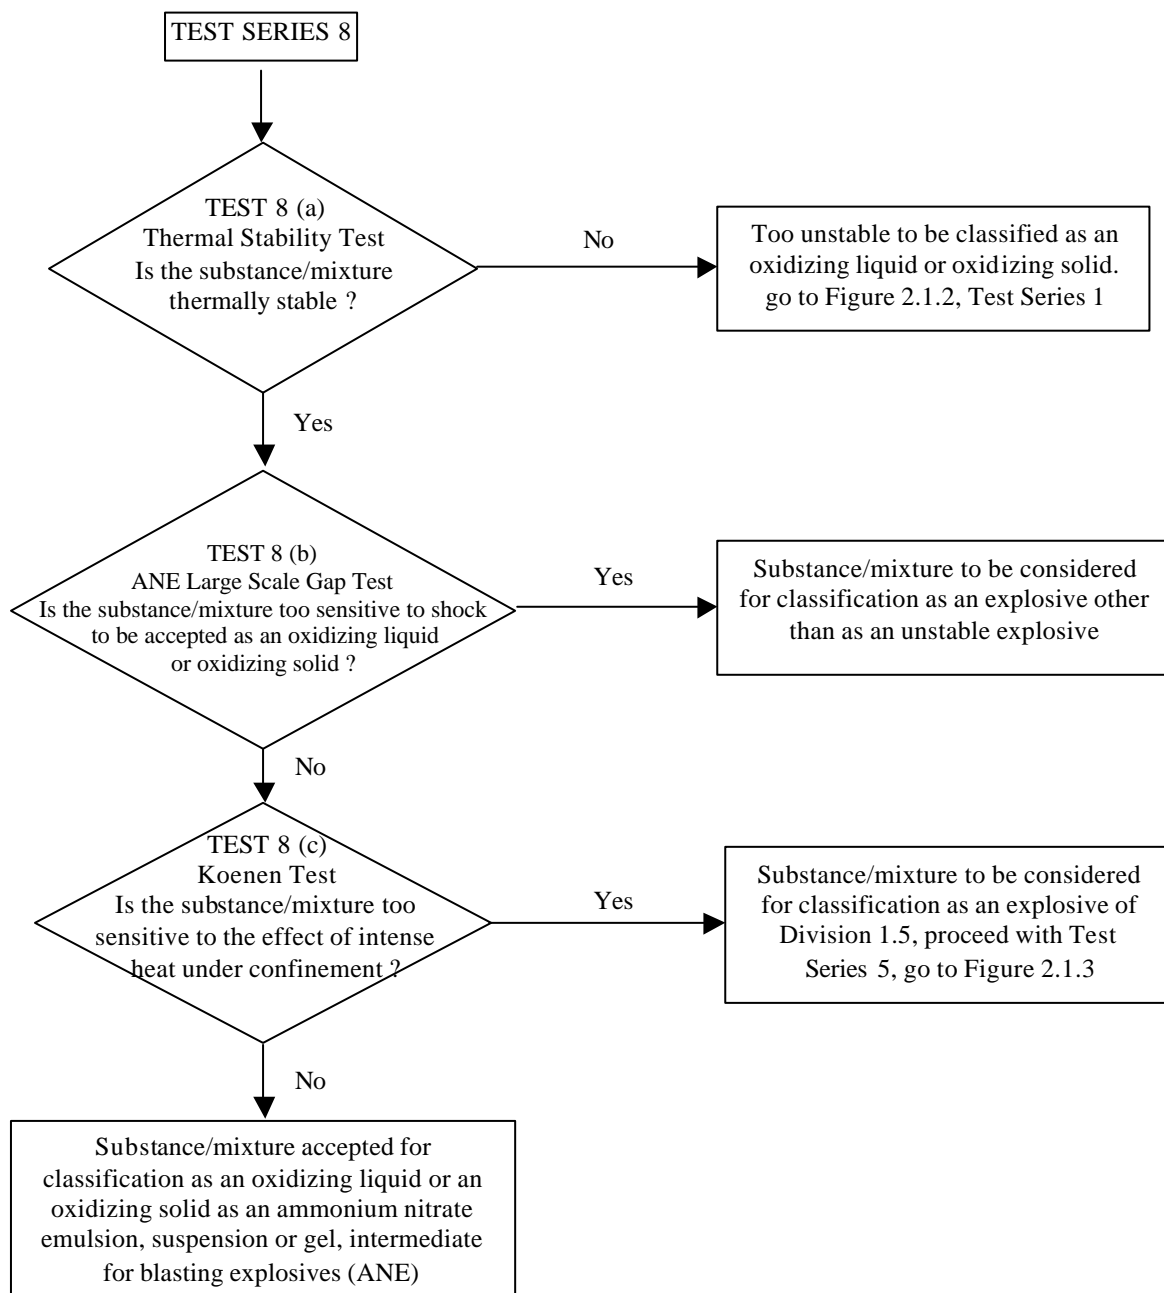 TEST SERIES 8
TEST 8 (a)
Thermal Stability Test
Is the substance/mixture
thermally stable ?
No
Too unstable to be classified as an
oxidizing liquid or oxidizing solid.
go to Figure 2.1.2, Test Series 1
Yes
TEST 8 (b)
ANE Large Scale Gap Test
Is the substance/mixture too sensitive to shock
to be accepted as an oxidizing liquid
or oxidizing solid ?
Yes
Substance/mixture to be considered
for classification as an explosive other
than as an unstable explosive
No
TEST 8 (c)
Koenen Test
Is the substance/mixture too
sensitive to the effect of intense
heat under confinement ?
Yes
Substance/mixture to be considered
for classification as an explosive of
Division 1.5, proceed with Test
Series 5, go to Figure 2.1.3
No
Substance/mixture accepted for
classification as an oxidizing liquid or an
oxidizing solid as an ammonium nitrate
emulsion, suspension or gel, intermediate
for blasting explosives (ANE)